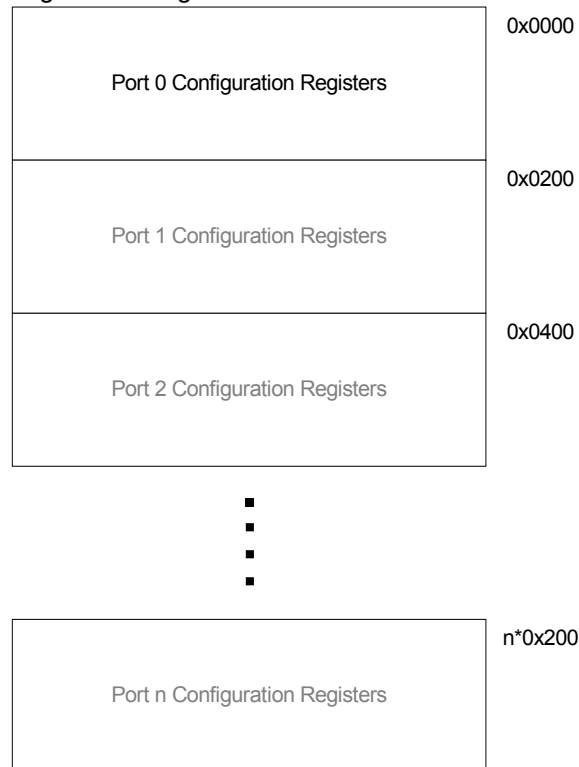 0x0000
Port 0 Configuration Registers
0x0200
Port 1 Configuration Registers
0x0400
Port 2 Configuration Registers
n*0x200
Port n Configuration Registers